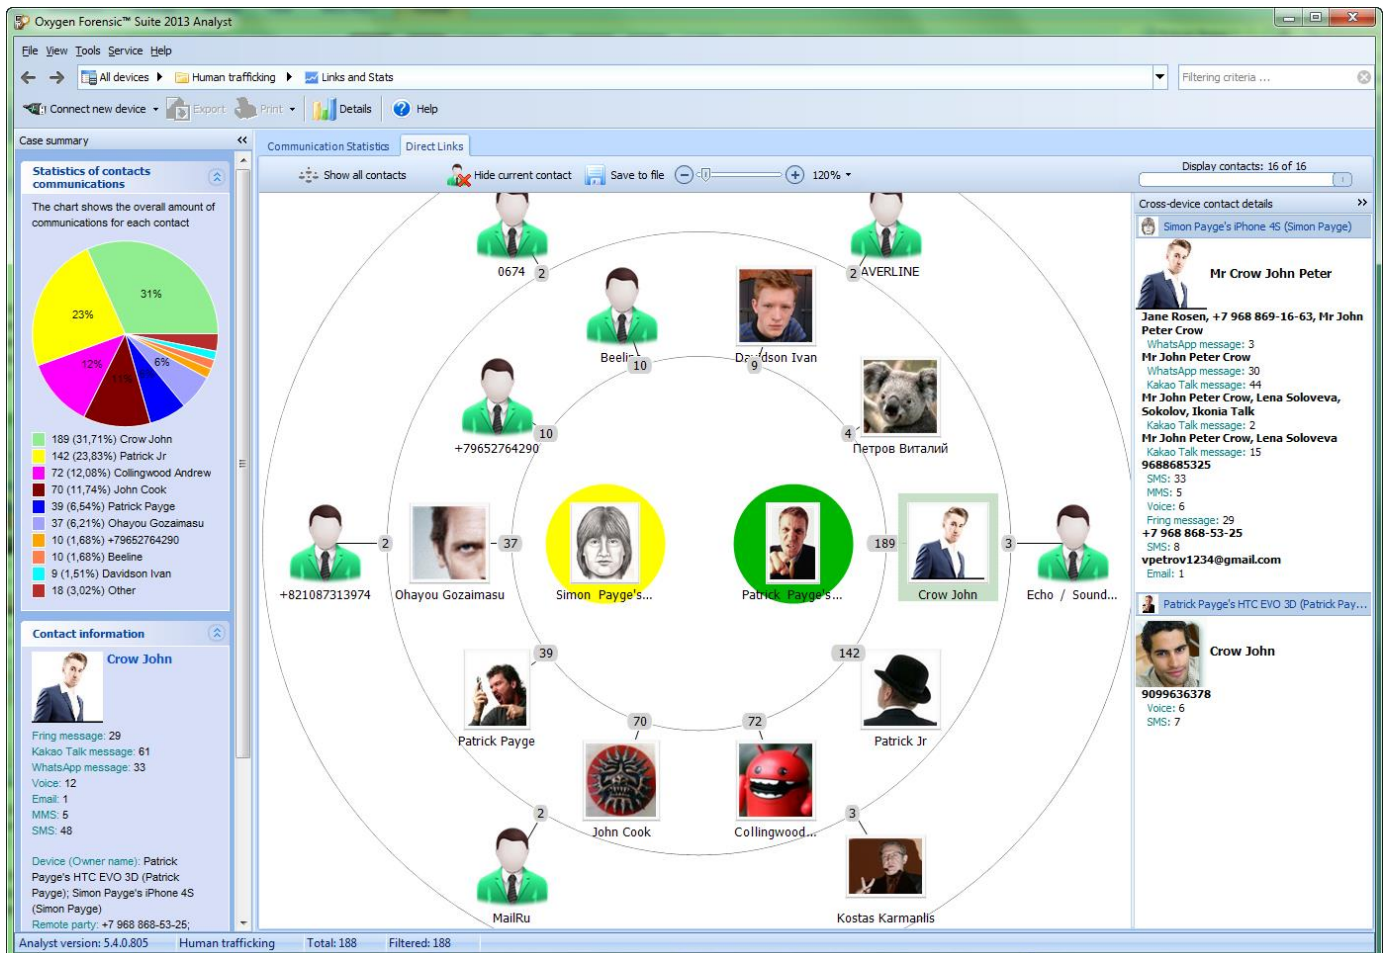 Oxygen Forensic™ Suite 2013 Analyst
File View Tools Service Help
All devices Human trafficking Links and Stats
Filtering criteria ...
Connect new device Export Print Details Help
Case summary
Communication Statistics Direct Links
Show all contacts Hide current contact Save to file 120%
Display contacts: 16 of 16
Statistics of contacts
communications
The chart shows the overall amount of
communications for each contact
31%
23%
12%
11%
6%
189 (31,71%) Crow John
142 (23,83%) Patrick Jr
72 (12,08%) Collingwood Andrew
70 (11,74%) John Cook
39 (6,54%) Patrick Payge
37 (6,21%) Ohayou Gozaimasu
10 (1,68%) +79652764290
10 (1,68%) Beeline
9 (1,51%) Davidson Ivan
18 (3,02%) Other
Contact information
Crow John
Fring message: 29
Kakao Talk message: 61
WhatsApp message: 33
Voice: 12
Email: 1
MMS: 5
SMS: 48
Device (Owner name): Patrick
Payge's HTC EVO 3D (Patrick
Payge); Simon Payge's iPhone 4S
(Simon Payge)
Remote party: +7 968 868-53-25;
0674
2
2
AVERLINE
Beeline
10
Davidson Ivan
9
10
+79652764290
4
Петров Виталий
2
37
189
3
+821087313974
Ohayou Gozaimasu
Simon Payge's...
Patrick Payge's...
Crow John
Echo / Sound...
39
142
Patrick Payge
Patrick Jr
70
72
John Cook
Collingwood...
2
3
MailRu
Kostas Karmanlis
Cross-device contact details
Simon Payge's iPhone 4S (Simon Payge)
Mr Crow John Peter
Jane Rosen, +7 968 869-16-63, Mr John
Peter Crow
WhatsApp message: 3
Mr John Peter Crow
WhatsApp message: 30
Kakao Talk message: 44
Mr John Peter Crow, Lena Soloveva,
Sokolov, Ikonia Talk
Kakao Talk message: 2
Mr John Peter Crow, Lena Soloveva
Kakao Talk message: 15
9688685325
SMS: 33
MMS: 5
Voice: 6
Fring message: 29
+7 968 868-53-25
SMS: 8
vpetrov1234@gmail.com
Email: 1
Patrick Payge's HTC EVO 3D (Patrick Pay...
Crow John
9099636378
Voice: 6
SMS: 7
Analyst version: 5.4.0.805 Human trafficking Total: 188 Filtered: 188